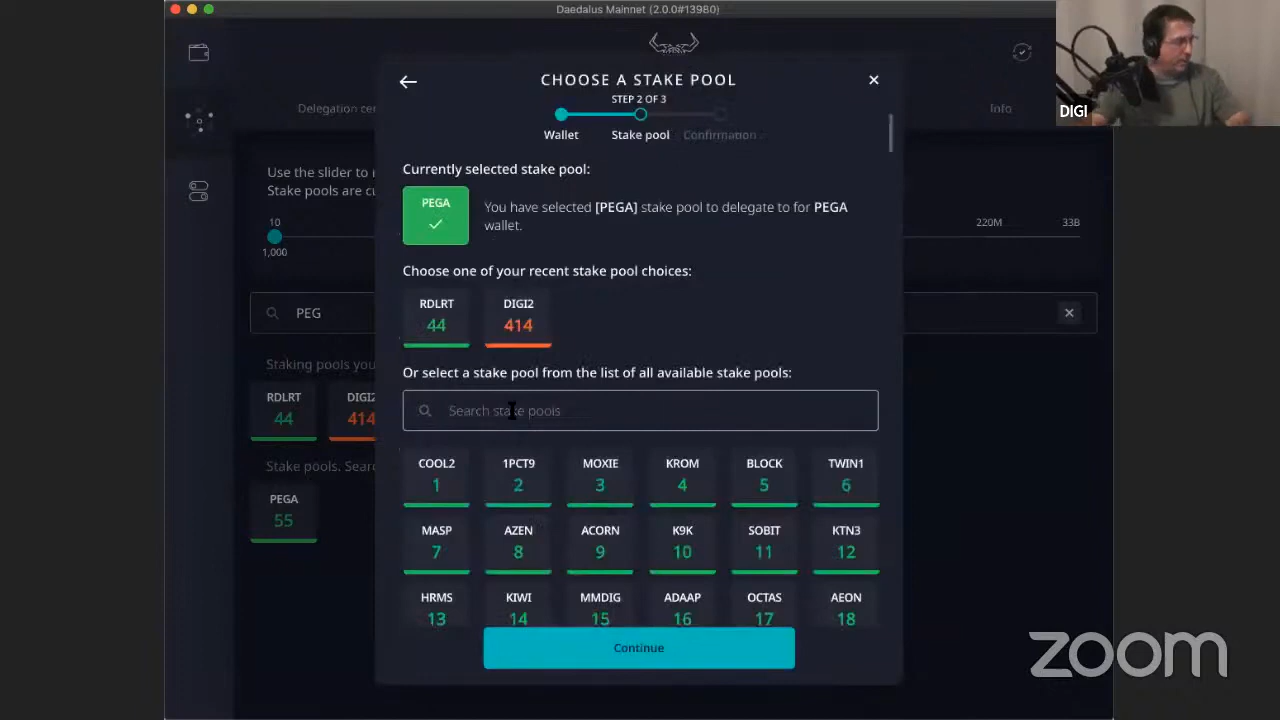 Daedalus Mainnet (2.0.0#13980)
CHOOSE A STAKE POOL
STEP 2 OF 3
Wallet Stake pool Confirmation
Delegation cen
Info
DIGI
Currently selected stake pool:
PEGA
You have selected [PEGA] stake pool to delegate to for PEGA
wallet.
Use the slider to r
Stake pools are cu
10 220M 33B
1,000
Choose one of your recent stake pool choices:
RDLRT DIGI2
44 414
PEG
Or select a stake pool from the list of all available stake pools:
Search stake pools
Staking pools you
RDLRT DIGI2
44 414
Stake pools. Sear
PEGA
55
COOL2 1PCT9 MOXIE KROM BLOCK TWIN1
1 2 3 4 5 6
MASP AZEN ACORN K9K SOBIT KTN3
7 8 9 10 11 12
HRMS KIWI MMDIG ADAAP OCTAS AEON
13 14 15 16 17 18
Continue
zoom